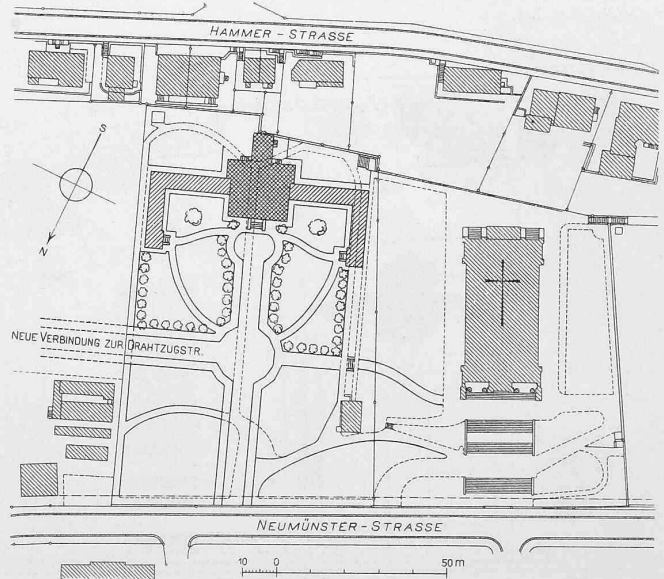 HAMMER - STRASSE
S
N
NEUE VERBINDUNG ZUR DRAHTZUGSTR.
NEUMÜNSTER - STRASSE
10 0 50 m